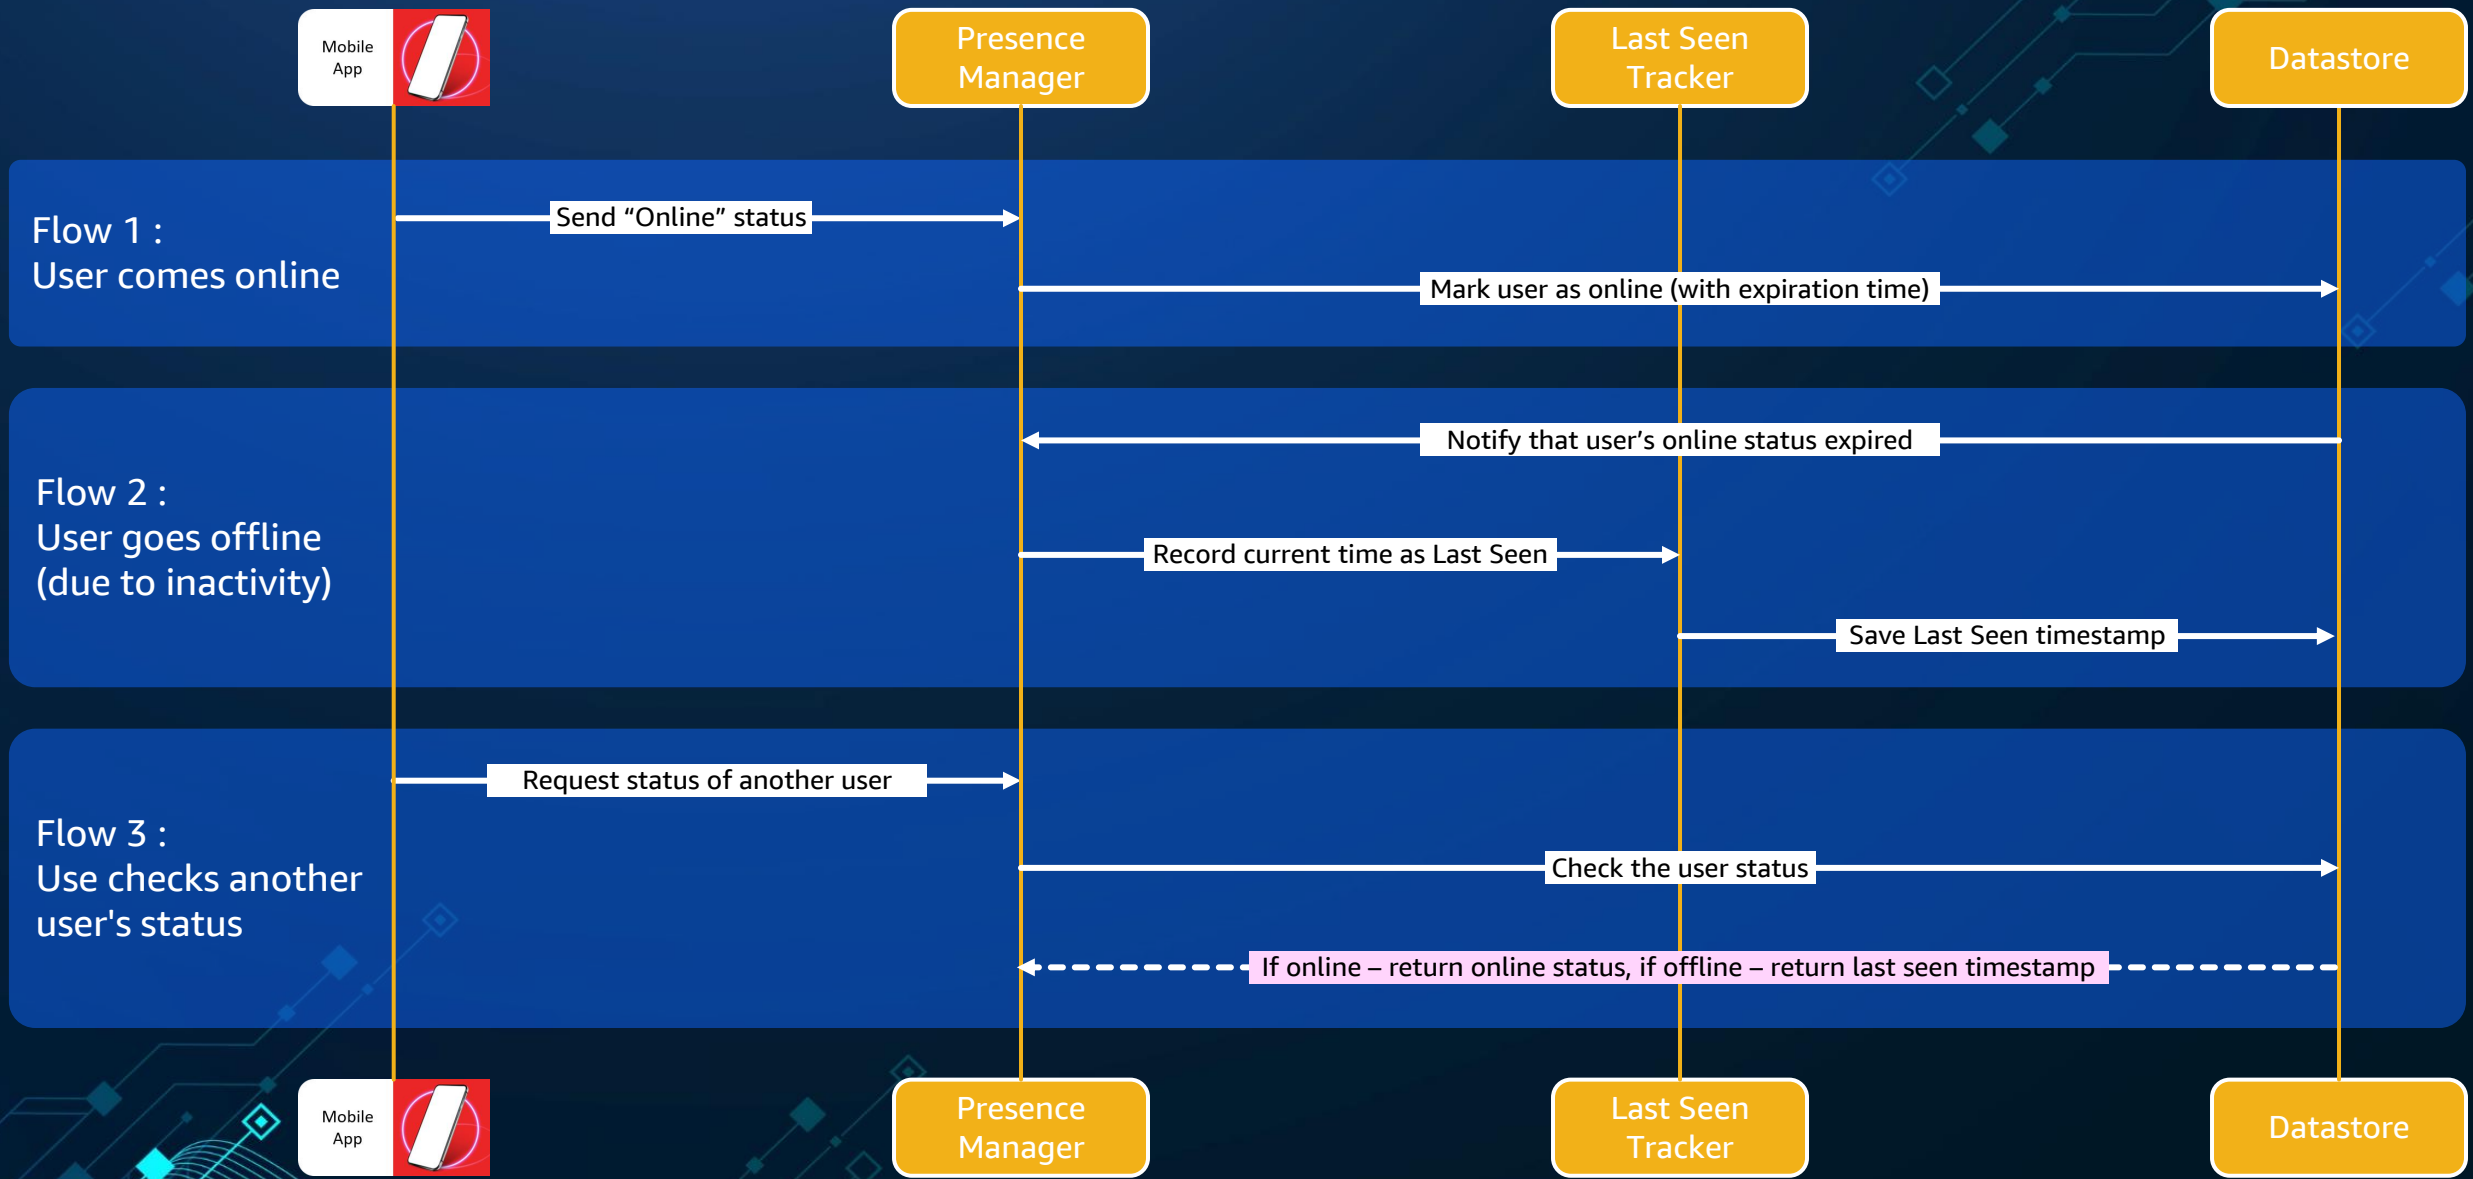 Mobile
App
Presence
Manager
Last Seen
Tracker
Datastore
Flow 1 :
User comes online
Send “Online” status
Mark user as online (with expiration time)
Flow 2 :
User goes offline
(due to inactivity)
Notify that user’s online status expired
Record current time as Last Seen
Save Last Seen timestamp
Flow 3 :
Use checks another
user's status
Request status of another user
Check the user status
If online – return online status, if offline – return last seen timestamp
Mobile
App
Presence
Manager
Last Seen
Tracker
Datastore